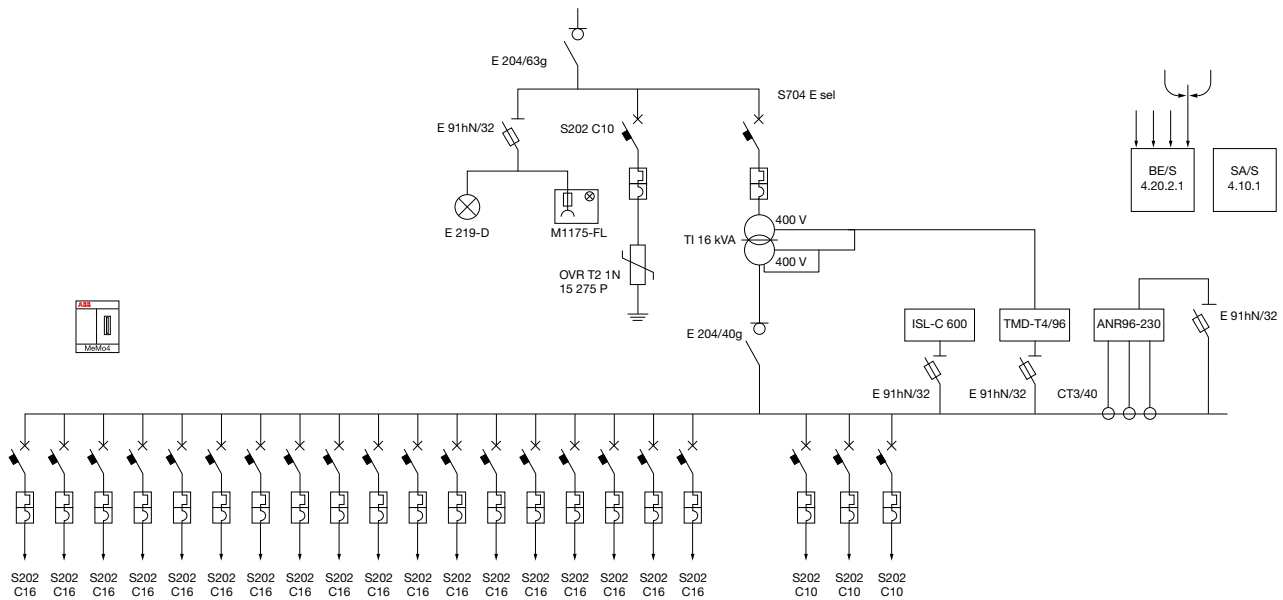 E 204/63g
S704 E sel
E 91hN/32
S202 C10
BE/S
4.20.2.1
SA/S
4.10.1
E 219-D
M1175-FL
400 V
TI 16 kVA
400 V
OVR T2 1N
15 275 P
ABB
MeMo4
E 204/40g
ISL-C 600
TMD-T4/96
ANR96-230
E 91hN/32
E 91hN/32
E 91hN/32
CT3/40
S202 S202 S202 S202 S202 S202 S202 S202 S202 S202 S202 S202 S202 S202 S202 S202 S202 S202 S202 S202 S202
C16 C16 C16 C16 C16 C16 C16 C16 C16 C16 C16 C16 C16 C16 C16 C16 C16 C16 C10 C10 C10